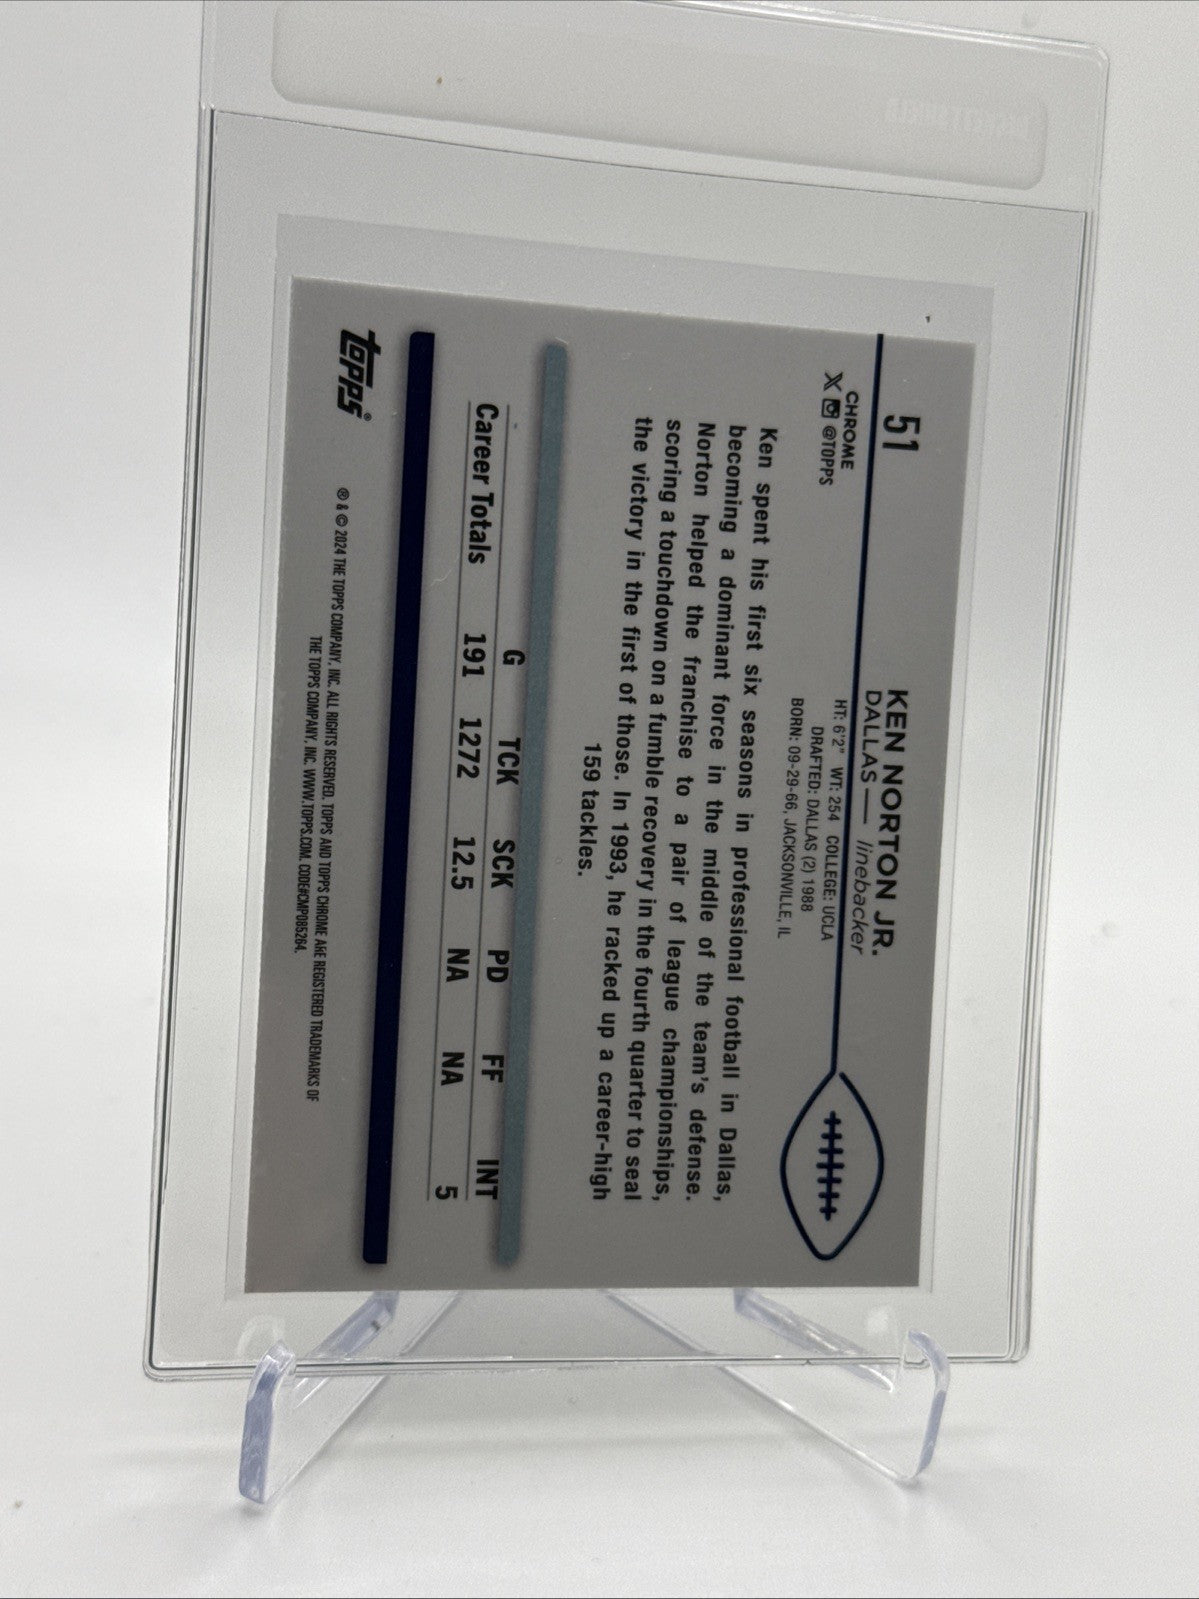 51
KEN NORTON JR.
DALLAS — linebacker
CHROME
X @TOPPS
HT: 6'2" WT: 254 COLLEGE: UCLA
DRAFTED: DALLAS (2) 1988
BORN: 09-29-66, JACKSONVILLE, IL
Ken spent his first six seasons in professional football in Dallas,
becoming a dominant force in the middle of the team's defense.
Norton helped the franchise to a pair of league championships,
scoring a touchdown on a fumble recovery in the fourth quarter to seal
the victory in the first of those. In 1993, he racked up a career-high
159 tackles.
G TCK SCK PD FF INT
Career Totals 191 1272 12.5 NA NA 5
topps®
® & © 2024 THE TOPPS COMPANY, INC. ALL RIGHTS RESERVED. TOPPS AND TOPPS CHROME ARE REGISTERED TRADEMARKS OF
THE TOPPS COMPANY, INC. WWW.TOPPS.COM. CODE#CMP085264.